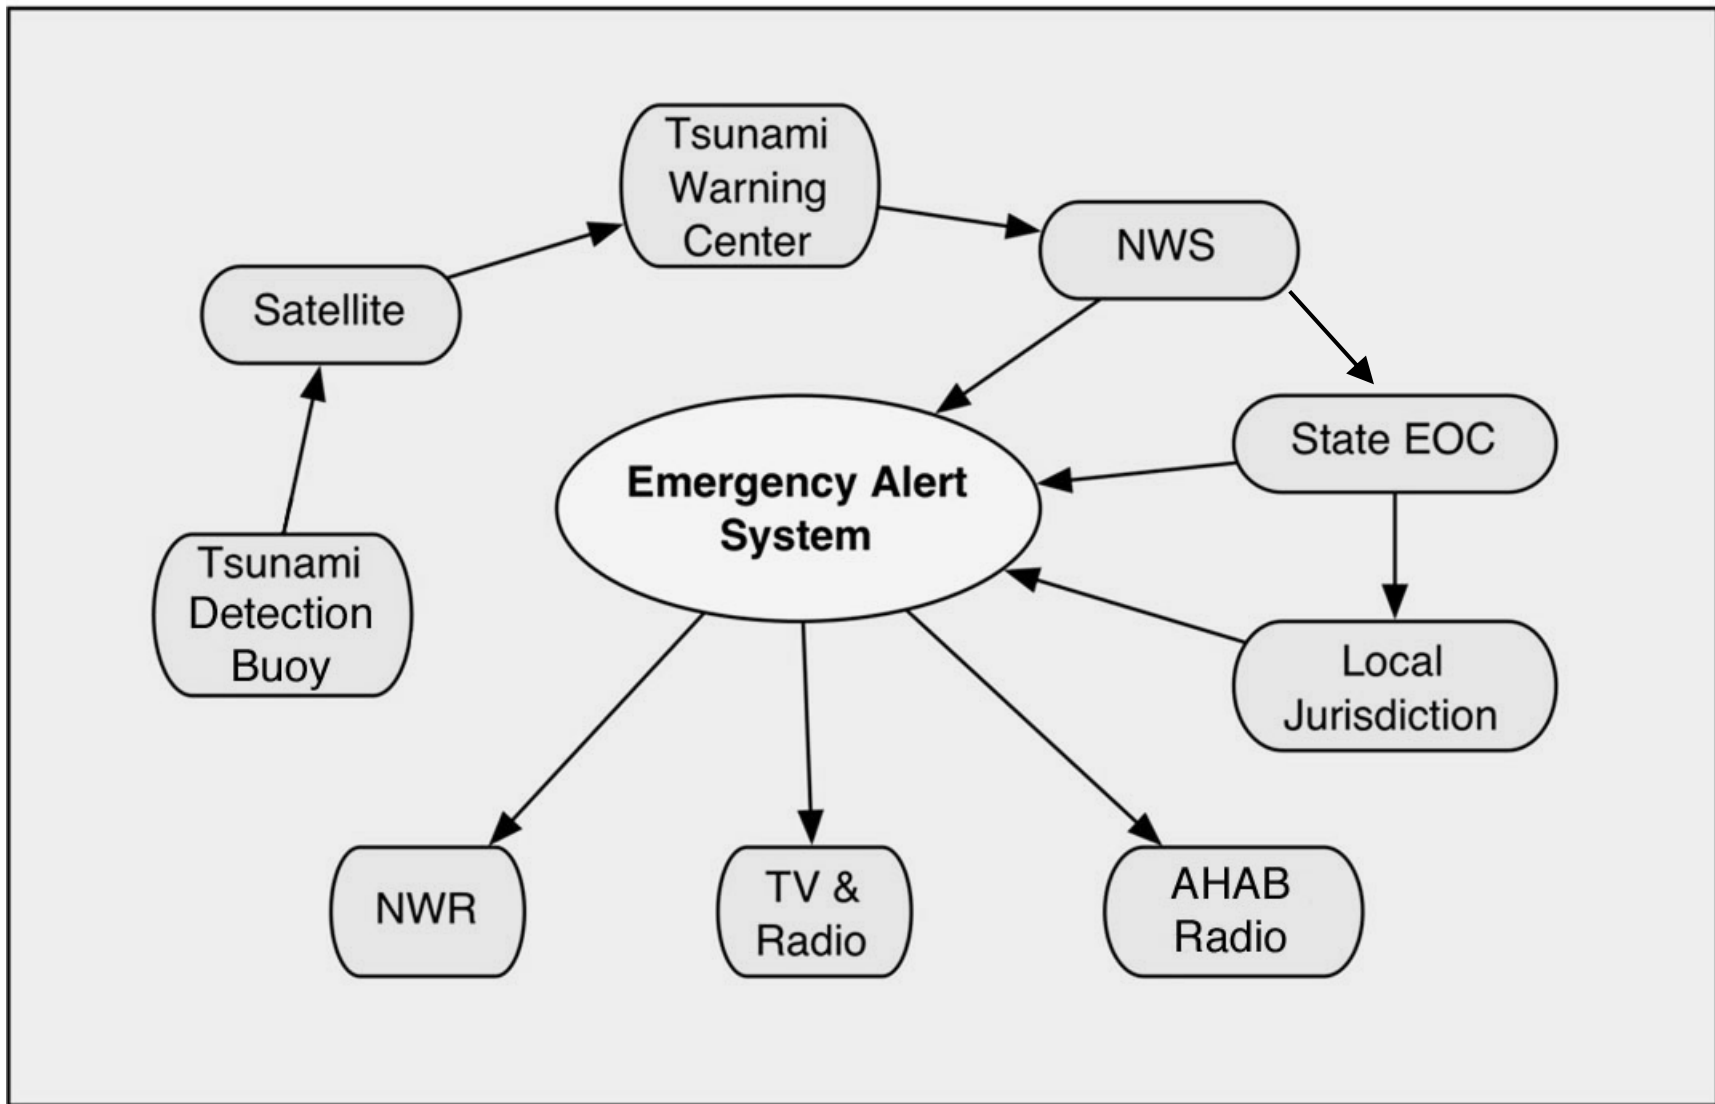 Tsunami
Warning
Center
NWS
Satellite
State EOC
Emergency Alert
System
Tsunami
Detection
Buoy
Local
Jurisdiction
NWR
TV &
Radio
AHAB
Radio